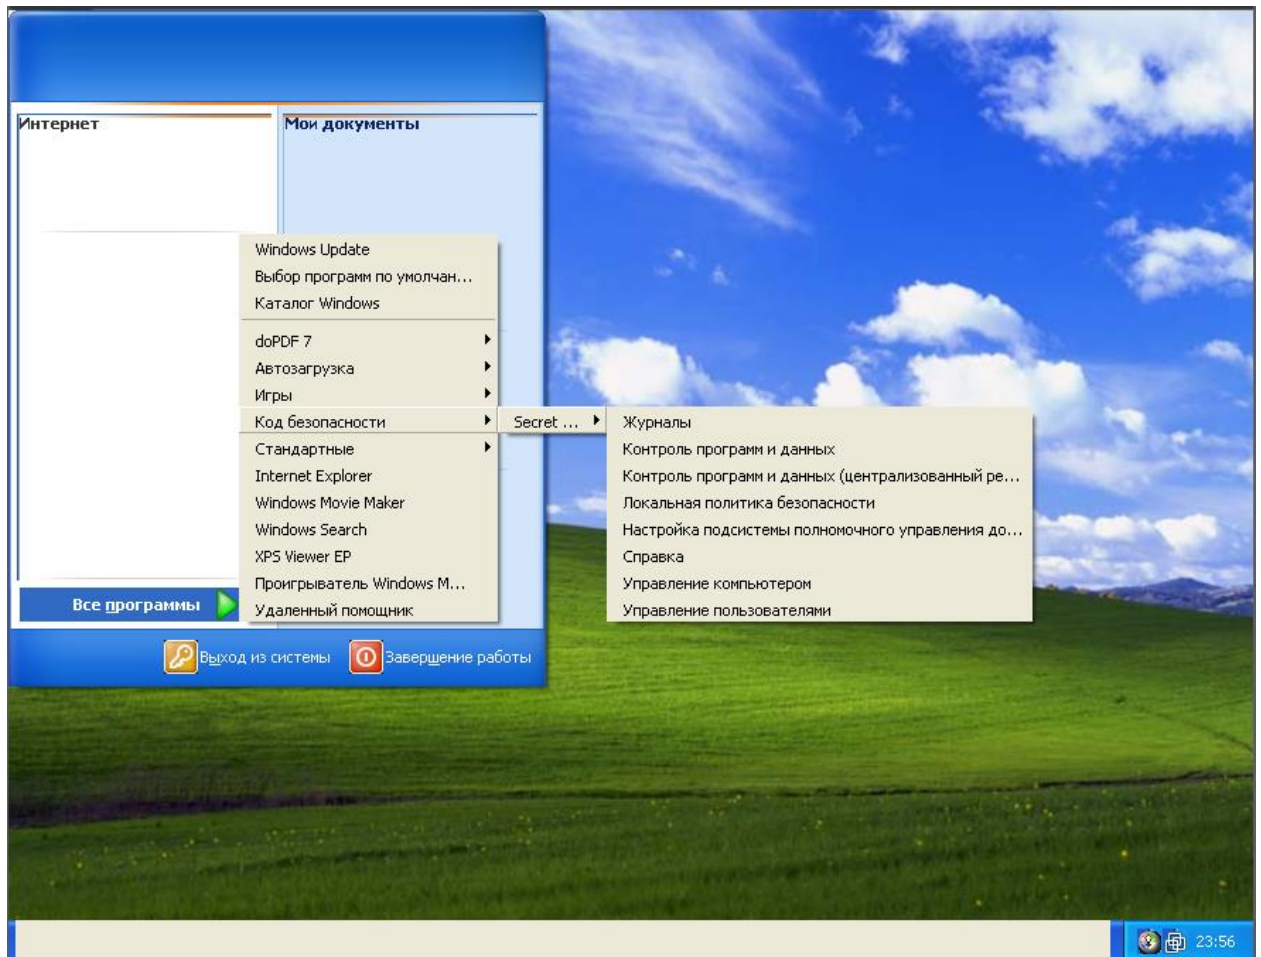 Интернет
Мои документы
Windows Update
Выбор программ по умолчан...
Каталог Windows
doPDF 7
Автозагрузка
Игры
Код безопасности
Secret ...
Журналы
Стандартные
Контроль программ и данных
Internet Explorer
Контроль программ и данных (централизованный ре...
Windows Movie Maker
Локальная политика безопасности
Windows Search
Настройка подсистемы полномочного управления до...
XPS Viewer EP
Справка
Проигрыватель Windows M...
Управление компьютером
Все программы
Удаленный помощник
Управление пользователями
Выход из системы
Завершение работы
23:56